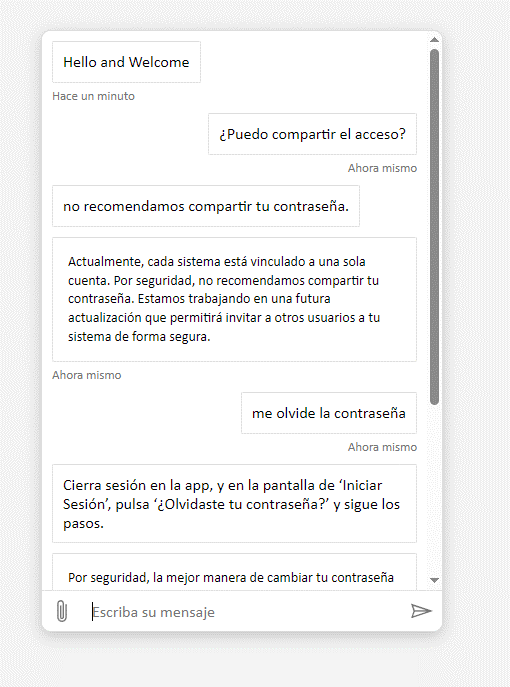 Hello and Welcome
Hace un minuto
¿Puedo compartir el acceso?
Ahora mismo
no recomendamos compartir tu contraseña.
Actualmente, cada sistema está vinculado a una sola
cuenta. Por seguridad, no recomendamos compartir tu
contraseña. Estamos trabajando en una futura
actualización que permitirá invitar a otros usuarios a tu
sistema de forma segura.
Ahora mismo
me olvide la contraseña
Ahora mismo
Cierra sesión en la app, y en la pantalla de ‘Iniciar
Sesión’, pulsa ‘¿Olvidaste tu contraseña?’ y sigue los
pasos.
Por seguridad, la mejor manera de cambiar tu contraseña
Escriba su mensaje